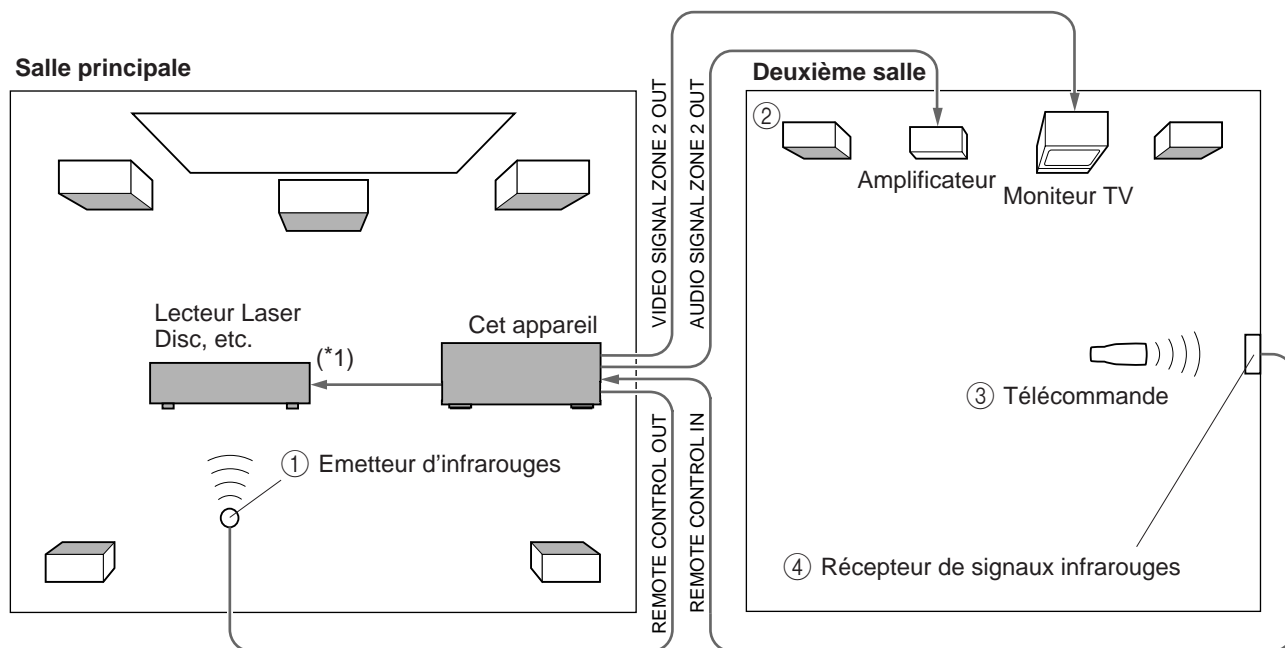 Salle principale
Lecteur Laser
Disc, etc.
(*1)
Cet appareil
① Emetteur d'infrarouges
VIDEO SIGNAL ZONE 2 OUT
AUDIO SIGNAL ZONE 2 OUT
REMOTE CONTROL OUT
REMOTE CONTROL IN
Deuxième salle
②
Amplificateur
Moniteur TV
③ Télécommande
④ Récepteur de signaux infrarouges